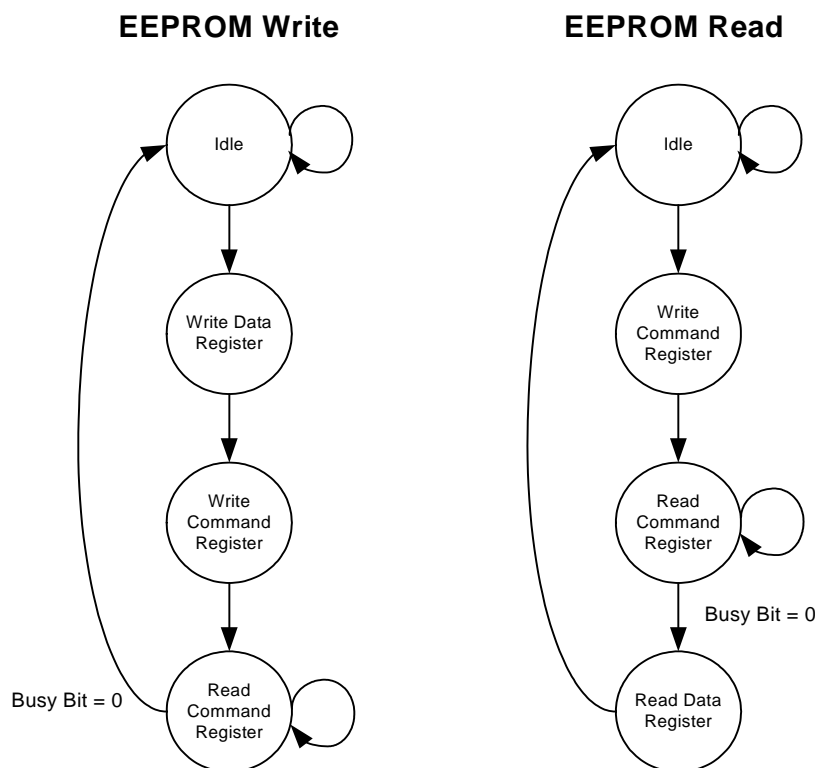 EEPROM Write
Idle
Write Data
Register
Write
Command
Register
Read
Command
Register
Busy Bit = 0
EEPROM Read
Idle
Write
Command
Register
Read
Command
Register
Busy Bit = 0
Read Data
Register